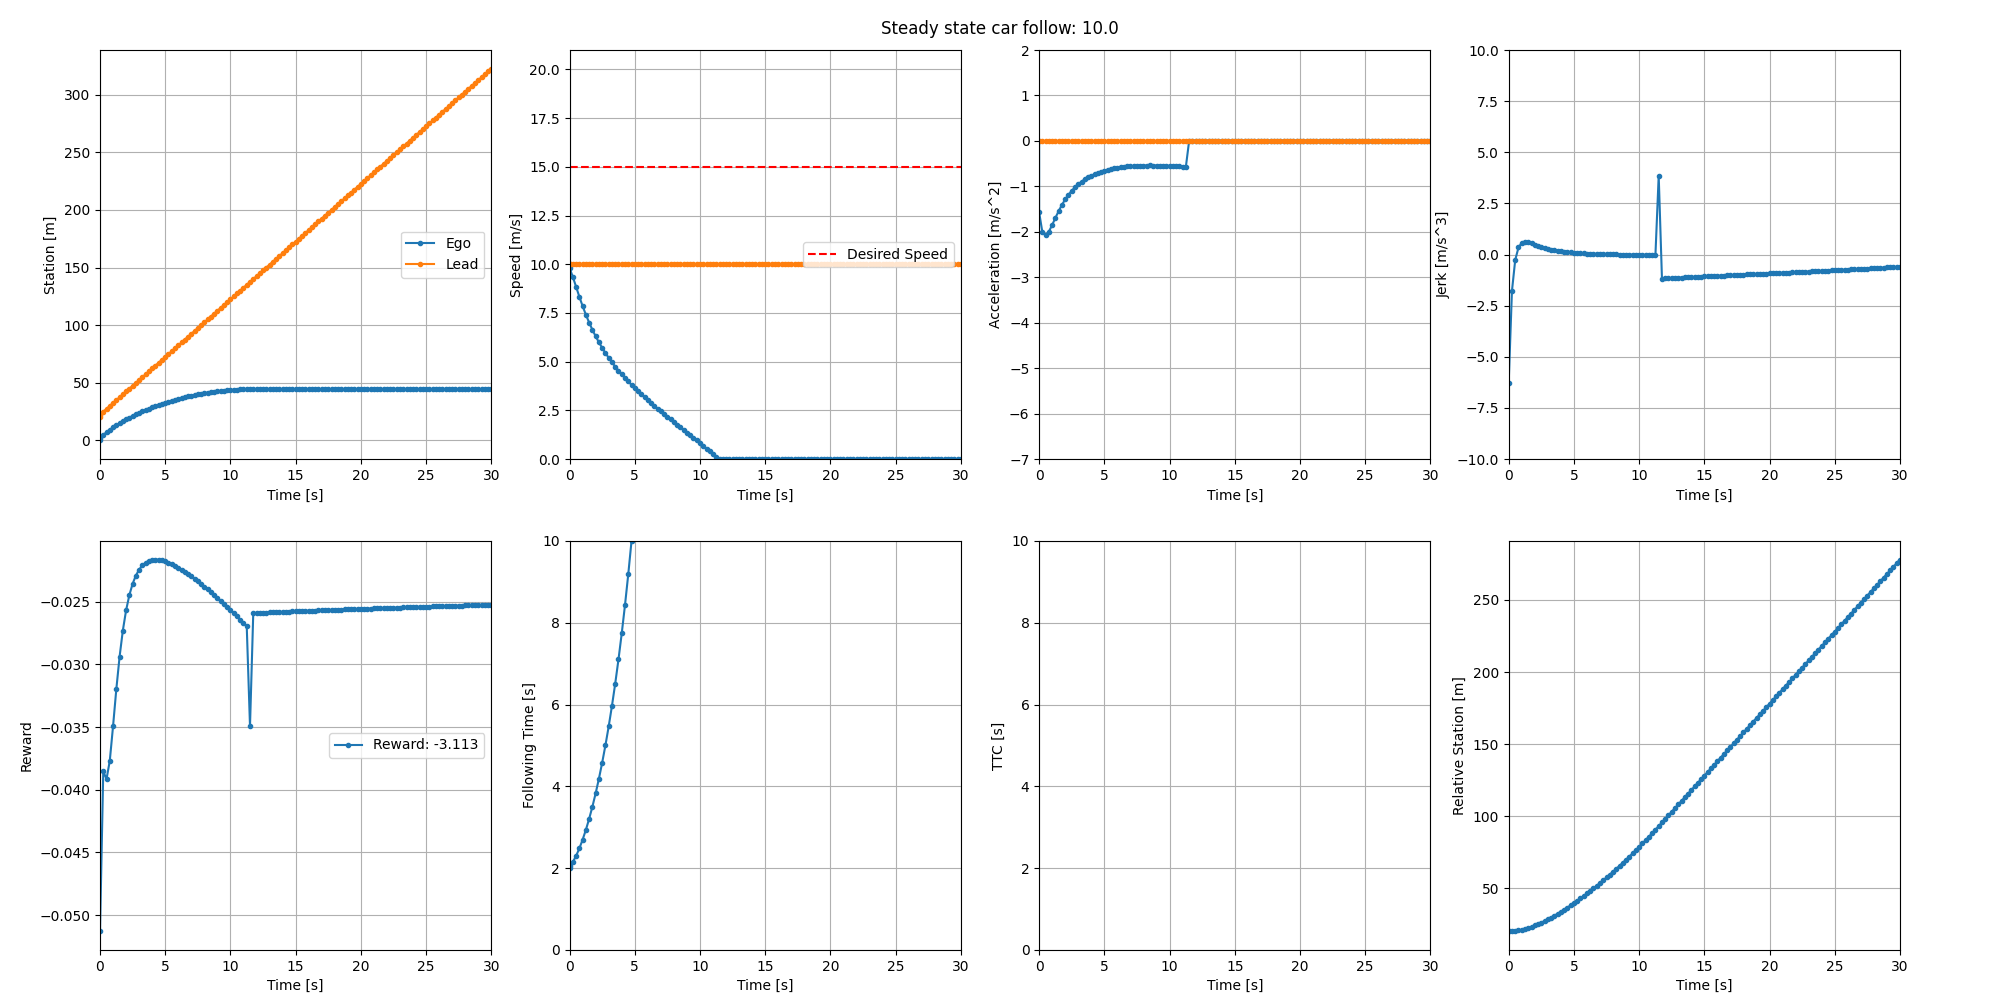 Steady state car follow: 10.0
300
250
200
150
100
50
0
Station [m]
Ego
Lead
0 5 10 15 20 25 30
Time [s]
20.0
17.5
15.0
12.5
10.0
7.5
5.0
2.5
0.0
Speed [m/s]
Desired Speed
0 5 10 15 20 25 30
Time [s]
2
1
0
−1
−2
−3
−4
−5
−6
−7
Acceleration [m/s^2]
0 5 10 15 20 25 30
Time [s]
10.0
7.5
5.0
2.5
0.0
−2.5
−5.0
−7.5
−10.0
Jerk [m/s^3]
0 5 10 15 20 25 30
Time [s]
−0.025
−0.030
−0.035
−0.040
−0.045
−0.050
Reward
Reward: -3.113
0 5 10 15 20 25 30
Time [s]
10
8
6
4
2
0
Following Time [s]
0 5 10 15 20 25 30
Time [s]
10
8
6
4
2
0
TTC [s]
0 5 10 15 20 25 30
Time [s]
250
200
150
100
50
Relative Station [m]
0 5 10 15 20 25 30
Time [s]